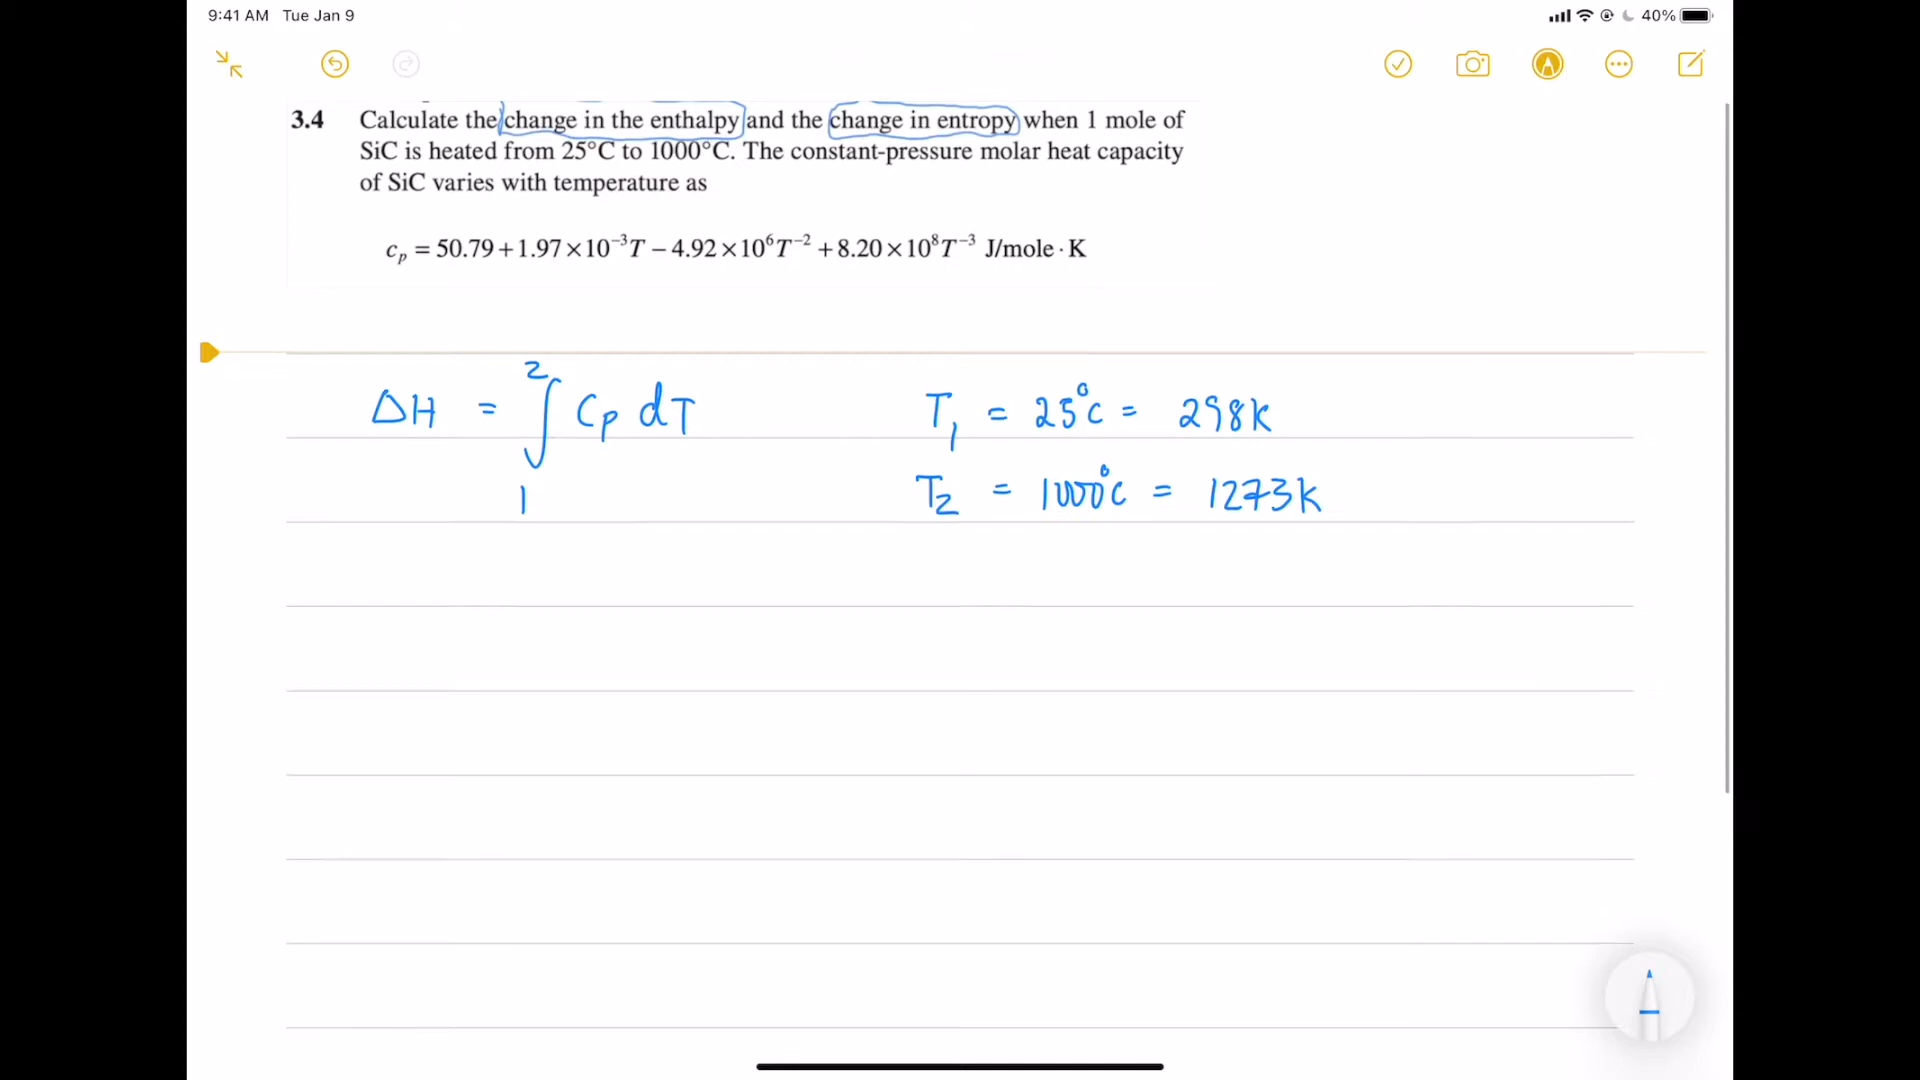 9:41 AM Tue Jan 9 40%
3.4 Calculate the change in the enthalpy and the change in entropy when 1 mole of
SiC is heated from 25°C to 1000°C. The constant-pressure molar heat capacity
of SiC varies with temperature as
cₚ = 50.79 + 1.97 × 10⁻³T − 4.92 × 10⁶T⁻² + 8.20 × 10⁸T⁻³ J/mole · K
ΔH = ∫₁² Cₚ dT T₁ = 25°C = 298K
T₂ = 1000°C = 1273K